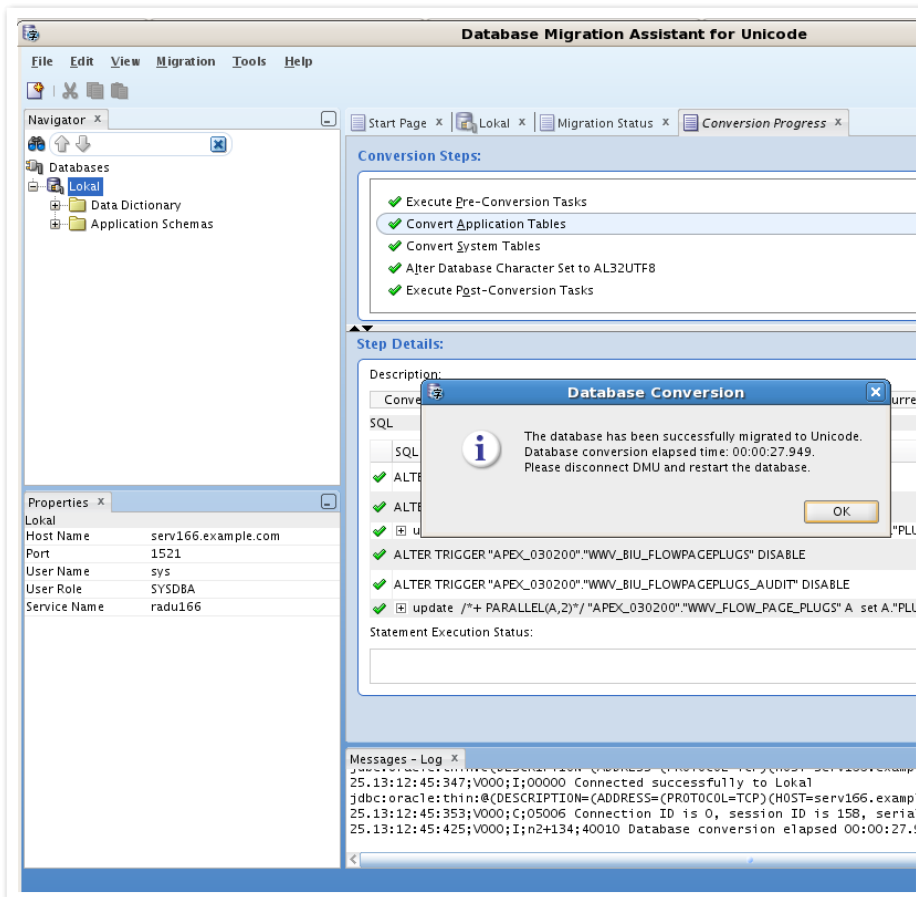 Database Migration Assistant for Unicode
File Edit View Migration Tools Help
Navigator x
Databases
Lokal
Data Dictionary
Application Schemas
Properties x
Lokal
Host Name serv166.example.com
Port 1521
User Name sys
User Role SYSDBA
Service Name radu166
Start Page x Lokal x Migration Status x Conversion Progress x
Conversion Steps:
Execute Pre-Conversion Tasks
Convert Application Tables
Convert System Tables
Alter Database Character Set to AL32UTF8
Execute Post-Conversion Tasks
Step Details:
Description:
Conve urre
SQL
SQL
ALTE
ALTE
u ."PLU
Database Conversion
The database has been successfully migrated to Unicode.
Database conversion elapsed time: 00:00:27.949.
Please disconnect DMU and restart the database.
OK
ALTER TRIGGER "APEX_030200"."WWV_BIU_FLOWPAGEPLUGS" DISABLE
ALTER TRIGGER "APEX_030200"."WWV_BIU_FLOWPAGEPLUGS_AUDIT" DISABLE
update /*+ PARALLEL(A,2)*/ "APEX_030200"."WWV_FLOW_PAGE_PLUGS" A set A."PLU
Statement Execution Status:
Messages - Log x
25.13:12:45:347;V000;I;00000 Connected successfully to Lokal
jdbc:oracle:thin:@(DESCRIPTION=(ADDRESS=(PROTOCOL=TCP)(HOST=serv166.examp
25.13:12:45:353;V000;C;05006 Connection ID is 0, session ID is 158, seria
25.13:12:45:425;V000;I;n2+134;40010 Database conversion elapsed 00:00:27.9